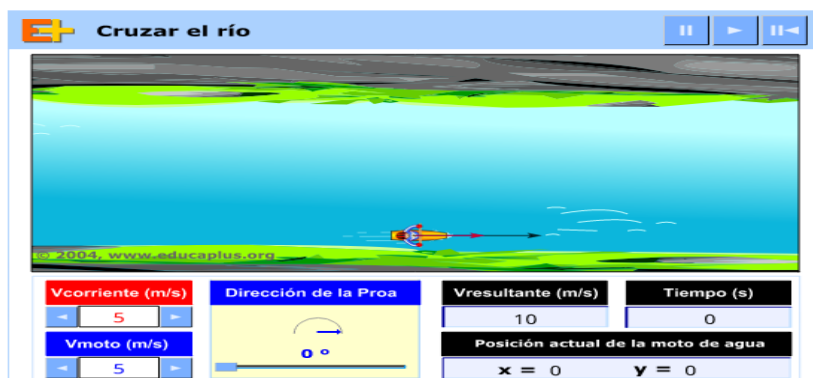 E+ Cruzar el río
© 2004, www.educaplus.org
Vcorriente (m/s) Dirección de la Proa Vresultante (m/s) Tiempo (s)
5 10 0
Vmoto (m/s) 0 º Posición actual de la moto de agua
5 x = 0 y = 0